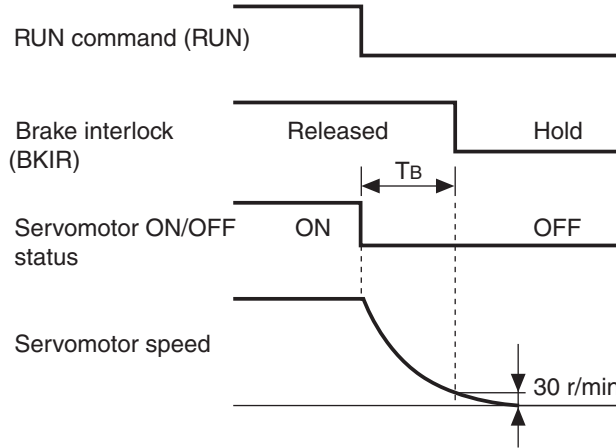 RUN command (RUN)
Brake interlock
(BKIR)
Released
Hold
TB
Servomotor ON/OFF
status
ON
OFF
Servomotor speed
30 r/min